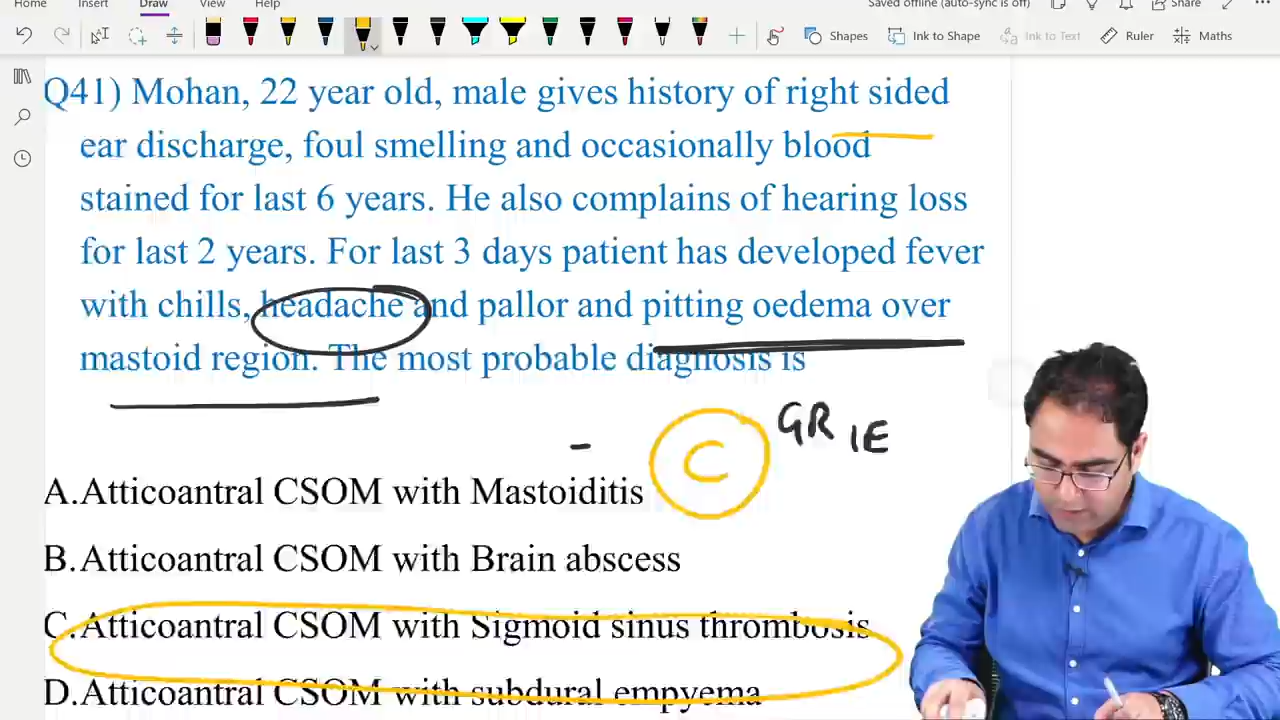 Home Insert Draw View Help Saved offline (auto-sync is off) Share
Shapes Ink to Shape Ink to Text Ruler Maths
Q41) Mohan, 22 year old, male gives history of right sided
ear discharge, foul smelling and occasionally blood
stained for last 6 years. He also complains of hearing loss
for last 2 years. For last 3 days patient has developed fever
with chills, headache and pallor and pitting oedema over
mastoid region. The most probable diagnosis is
C GR IE
A.Atticoantral CSOM with Mastoiditis
B.Atticoantral CSOM with Brain abscess
C.Atticoantral CSOM with Sigmoid sinus thrombosis
D.Atticoantral CSOM with subdural empyema